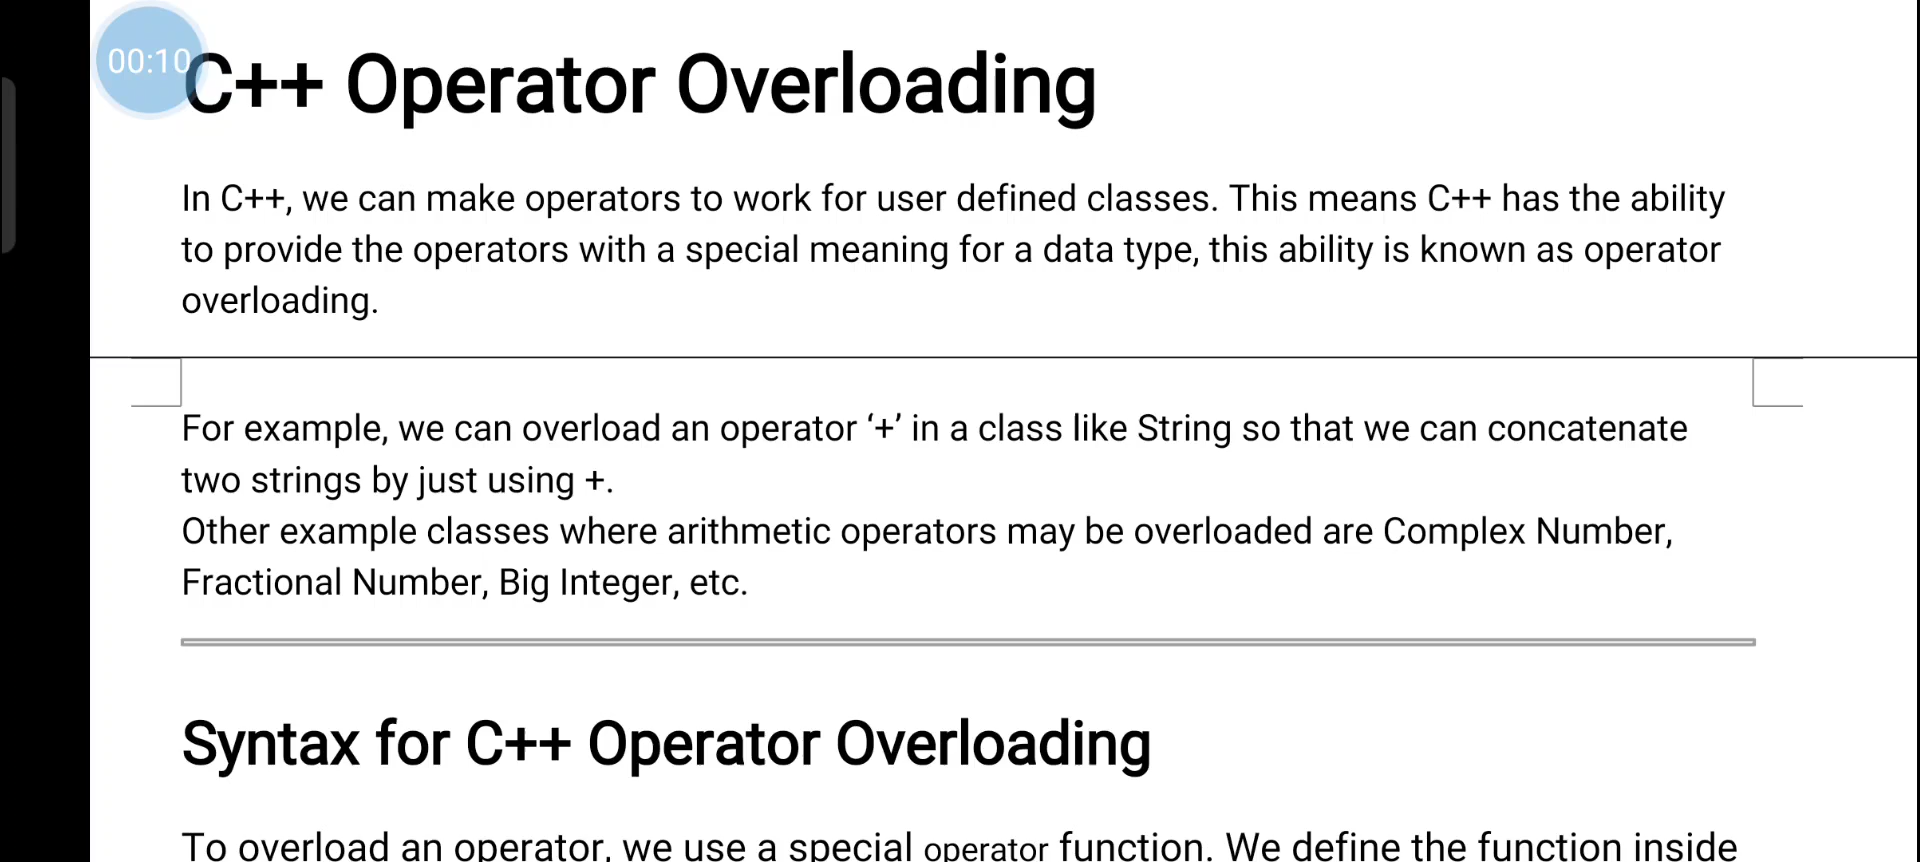 00:10
C++ Operator Overloading
In C++, we can make operators to work for user defined classes. This means C++ has the ability
to provide the operators with a special meaning for a data type, this ability is known as operator
overloading.
For example, we can overload an operator ‘+’ in a class like String so that we can concatenate
two strings by just using +.
Other example classes where arithmetic operators may be overloaded are Complex Number,
Fractional Number, Big Integer, etc.
Syntax for C++ Operator Overloading
To overload an operator, we use a special operator function. We define the function inside